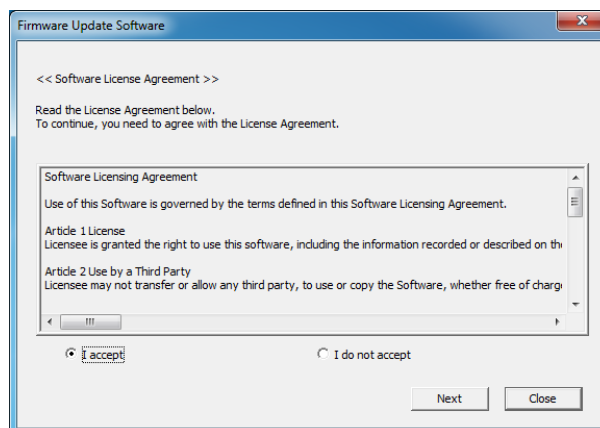 Firmware Update Software
<< Software License Agreement >>
Read the License Agreement below.
To continue, you need to agree with the License Agreement.
Software Licensing Agreement
Use of this Software is governed by the terms defined in this Software Licensing Agreement.
Article 1 License
Licensee is granted the right to use this software, including the information recorded or described on the
Article 2 Use by a Third Party
Licensee may not transfer or allow any third party, to use or copy the Software, whether free of charge
I accept
I do not accept
Next
Close